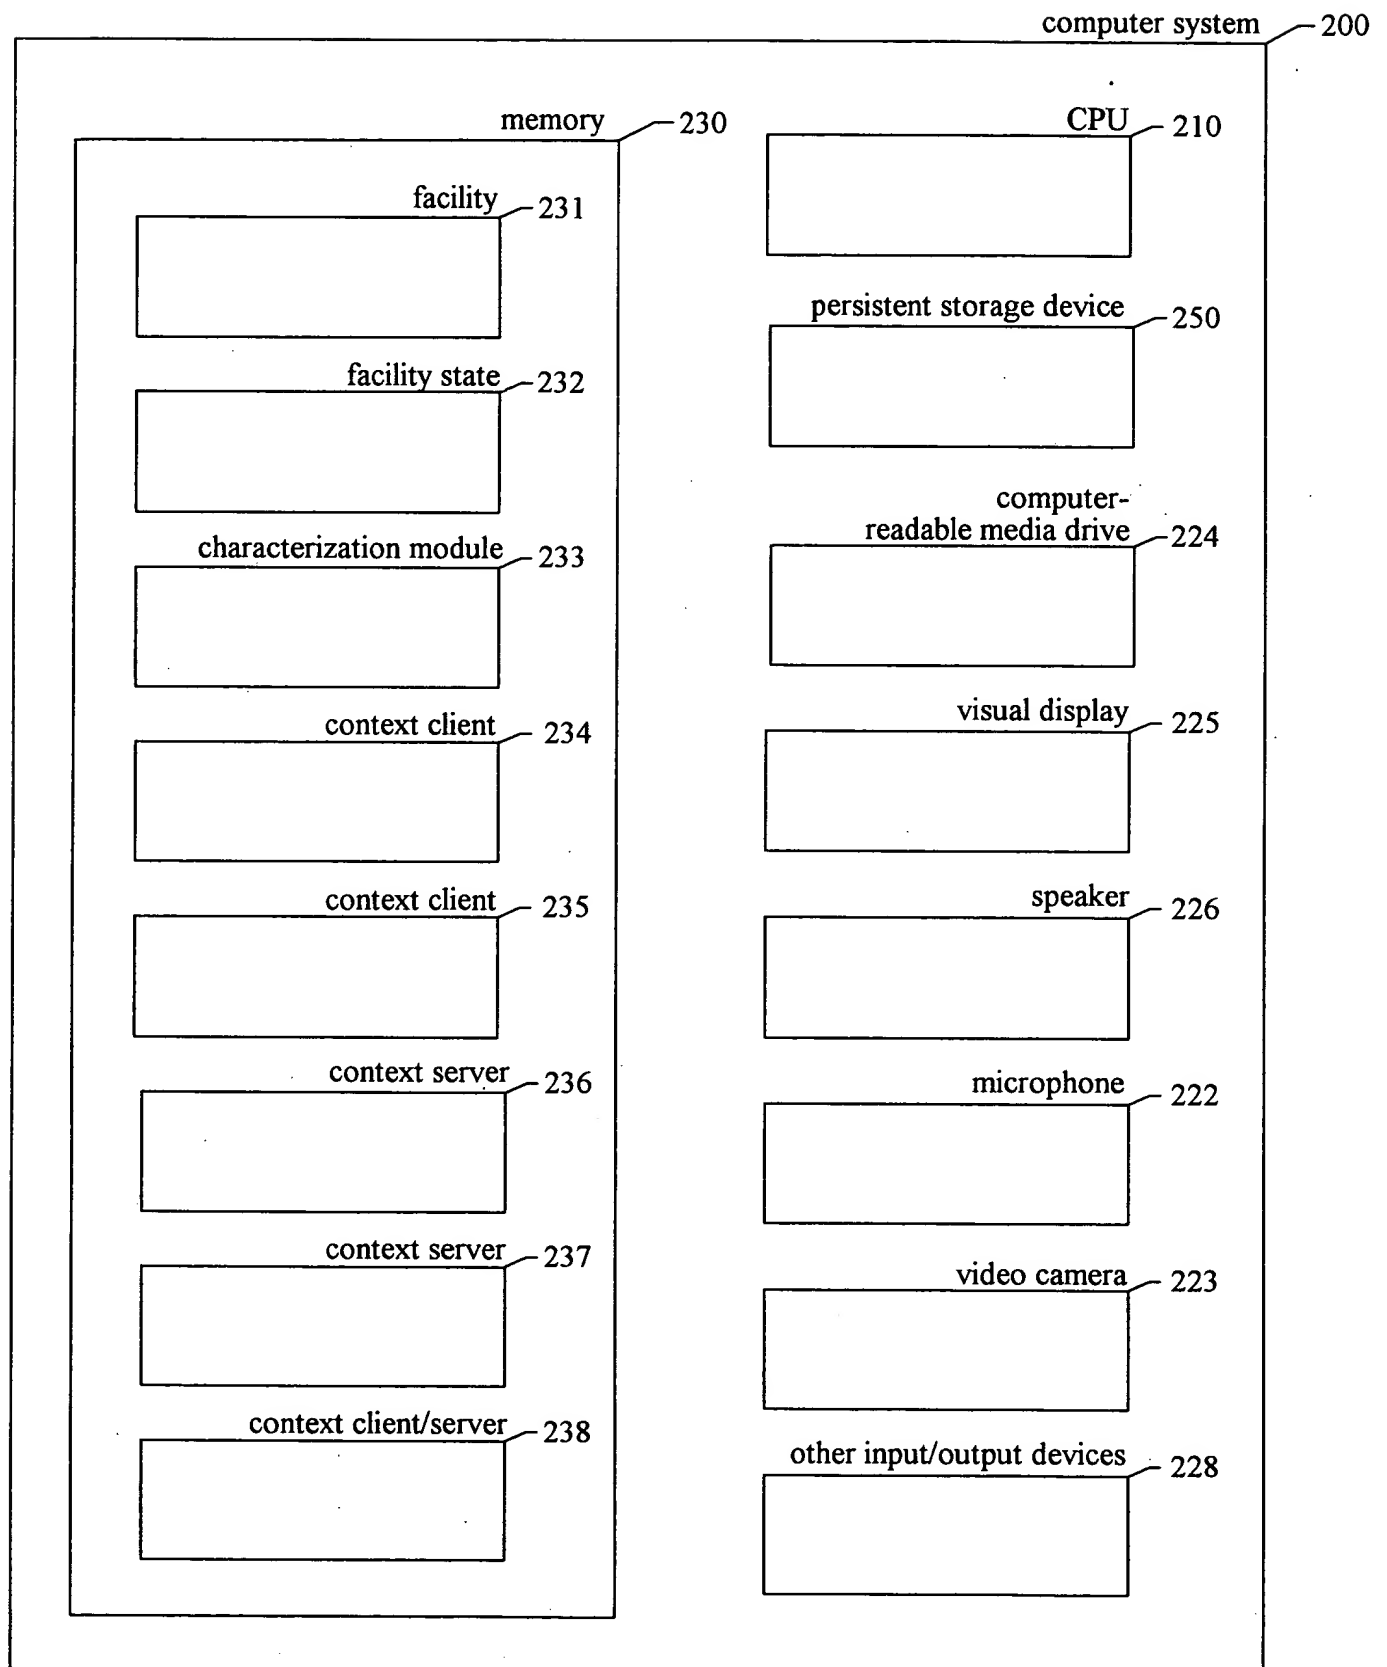 computer system 200
memory 230
facility 231
facility state 232
characterization module 233
context client 234
context client 235
context server 236
context server 237
context client/server 238
CPU 210
persistent storage device 250
computer-
readable media drive 224
visual display 225
speaker 226
microphone 222
video camera 223
other input/output devices 228